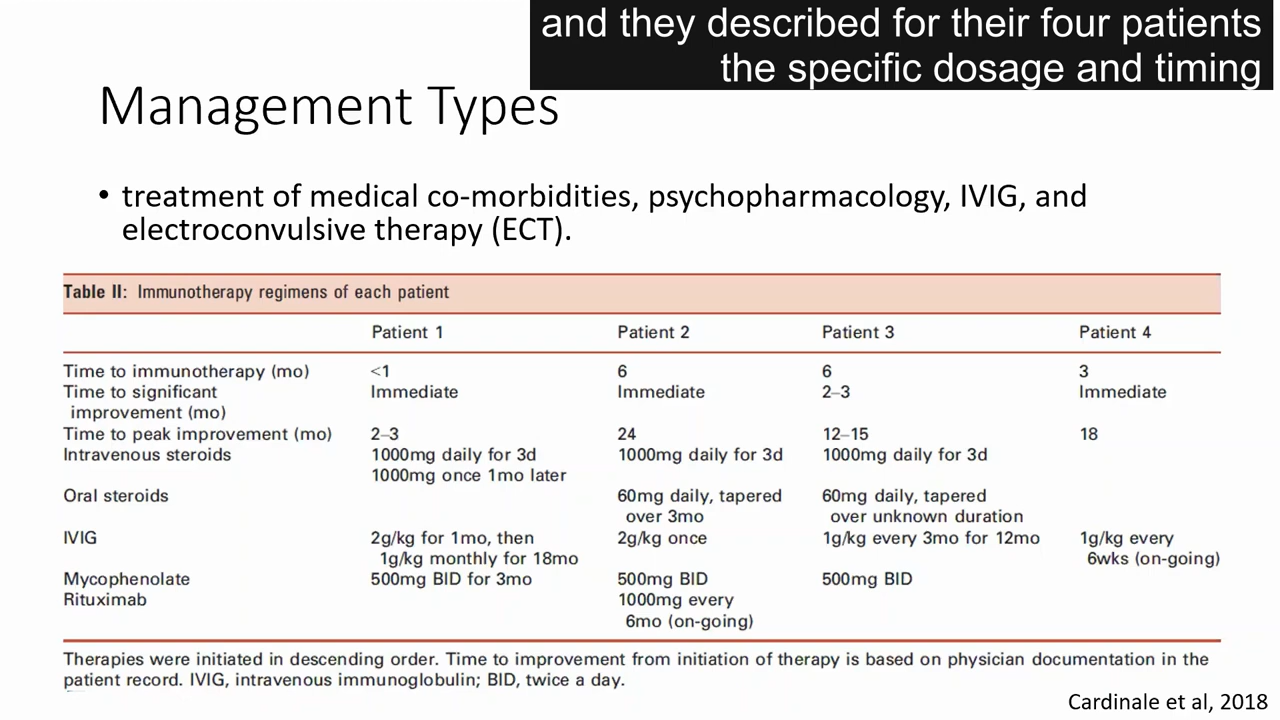 and they described for their four patients
the specific dosage and timing
Management Types
• treatment of medical co-morbidities, psychopharmacology, IVIG, and
electroconvulsive therapy (ECT).
Table II: Immunotherapy regimens of each patient
Patient 1 Patient 2 Patient 3 Patient 4
Time to immunotherapy (mo) <1 6 6 3
Time to significant Immediate Immediate 2–3 Immediate
improvement (mo)
Time to peak improvement (mo) 2–3 24 12–15 18
Intravenous steroids 1000mg daily for 3d 1000mg daily for 3d 1000mg daily for 3d
1000mg once 1mo later
Oral steroids 60mg daily, tapered 60mg daily, tapered
over 3mo over unknown duration
IVIG 2g/kg for 1mo, then 2g/kg once 1g/kg every 3mo for 12mo 1g/kg every
1g/kg monthly for 18mo 6wks (on-going)
Mycophenolate 500mg BID for 3mo 500mg BID 500mg BID
Rituximab 1000mg every
6mo (on-going)
Therapies were initiated in descending order. Time to improvement from initiation of therapy is based on physician documentation in the
patient record. IVIG, intravenous immunoglobulin; BID, twice a day.
Cardinale et al, 2018